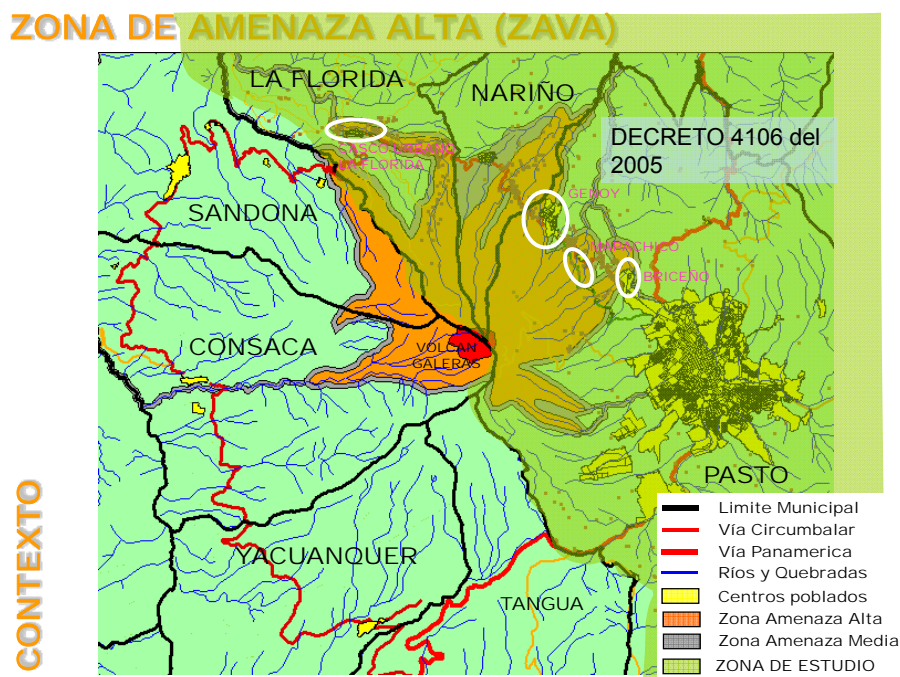 ZONA DE AMENAZA ALTA (ZAVA)
LA FLORIDA
NARIÑO
DECRETO 4106 del
2005
CASCO URBANO
LA FLORIDA
GENOY
SANDONA
MAPACHICO
BRICEÑO
CONSACA
VOLCAN
GALERAS
PASTO
YACUANQUER
TANGUA
CONTEXTO
Limite Municipal
Vía Circumbalar
Vía Panamerica
Ríos y Quebradas
Centros poblados
Zona Amenaza Alta
Zona Amenaza Media
ZONA DE ESTUDIO